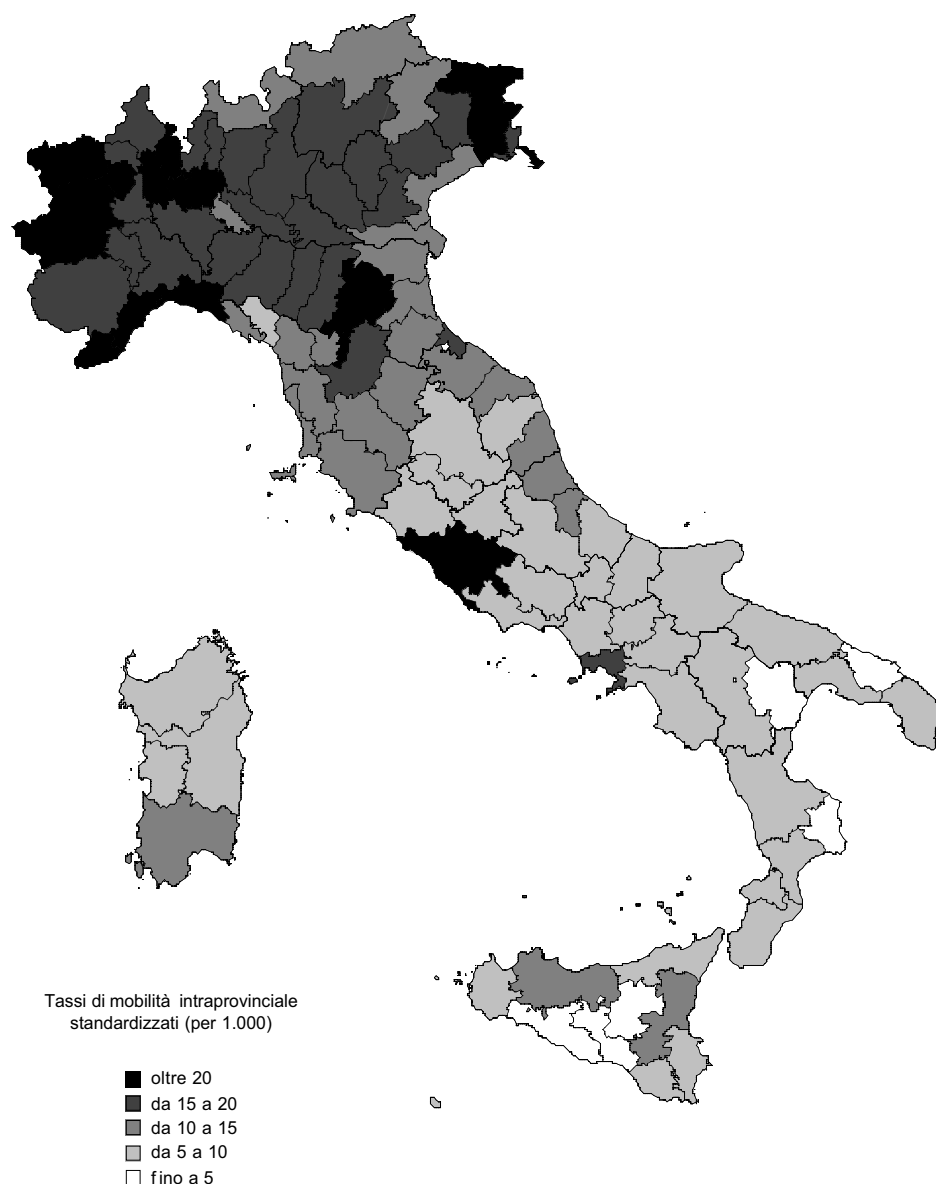 Tassi di mobilità intraprovinciale
standardizzati (per 1.000)
oltre 20
da 15 a 20
da 10 a 15
da 5 a 10
fino a 5